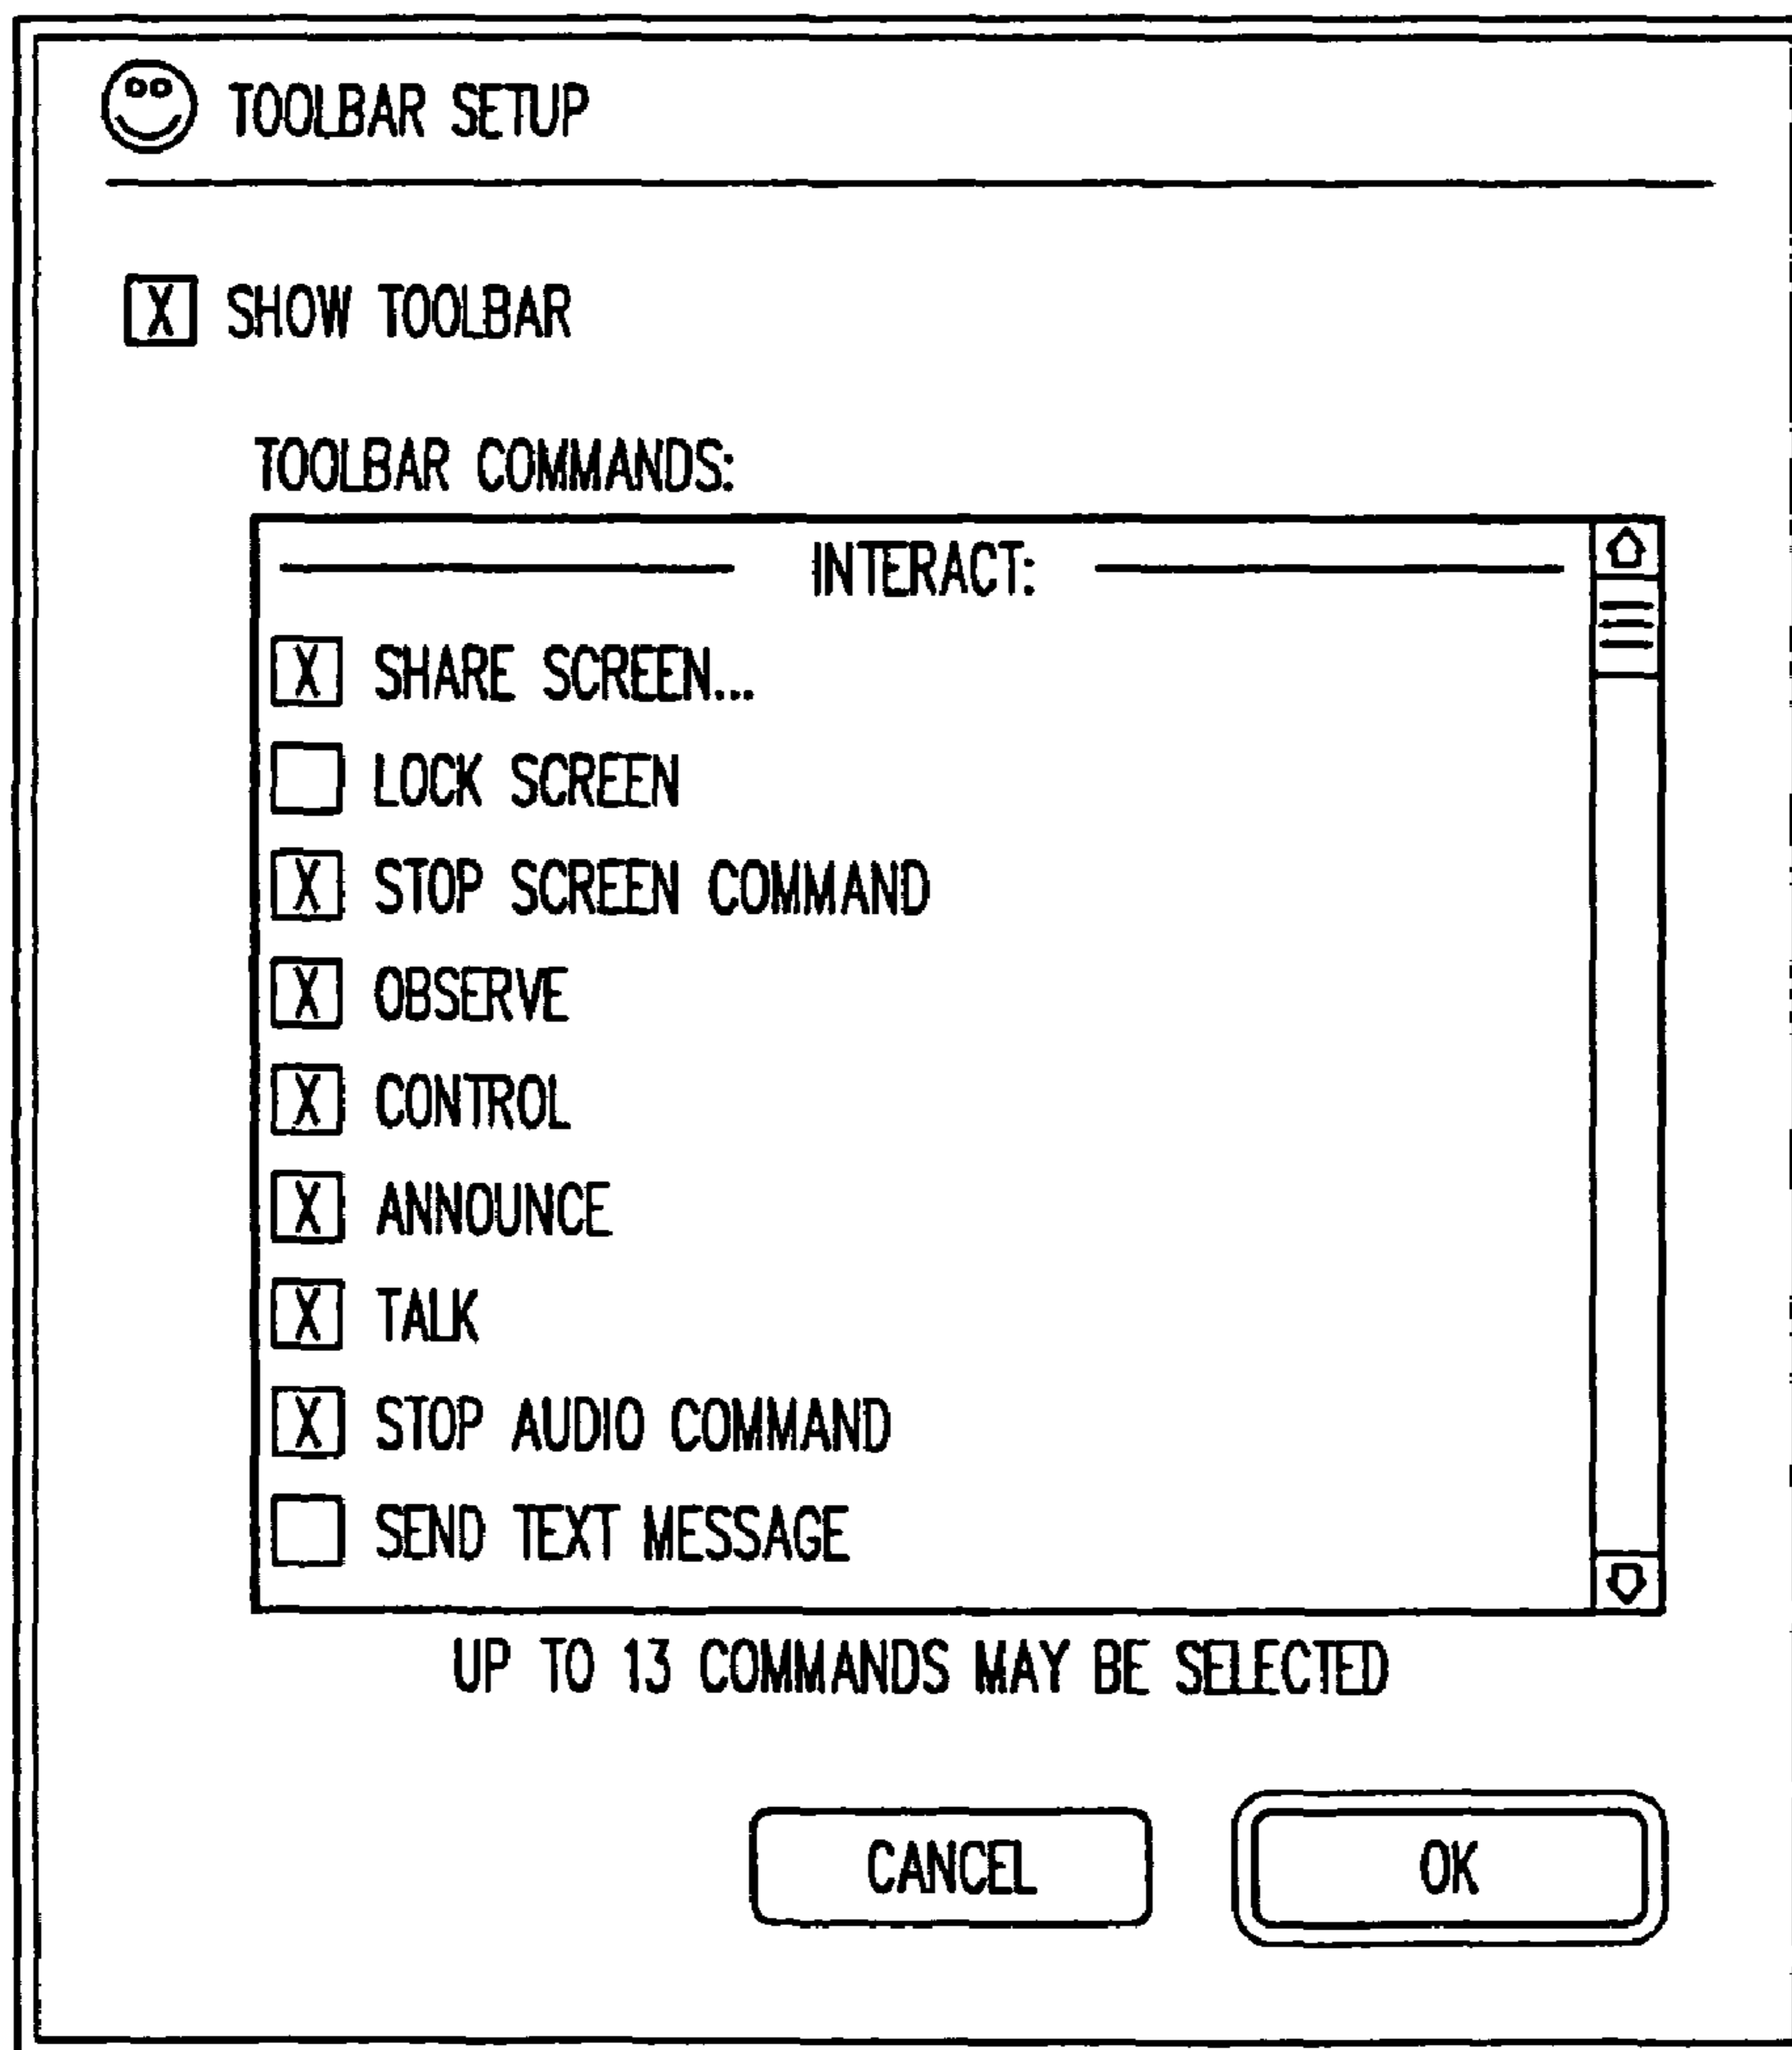 TOOLBAR SETUP
X SHOW TOOLBAR
TOOLBAR COMMANDS:
INTERACT:
X SHARE SCREEN...
LOCK SCREEN
X STOP SCREEN COMMAND
X OBSERVE
X CONTROL
X ANNOUNCE
X TALK
X STOP AUDIO COMMAND
SEND TEXT MESSAGE
UP TO 13 COMMANDS MAY BE SELECTED
CANCEL OK